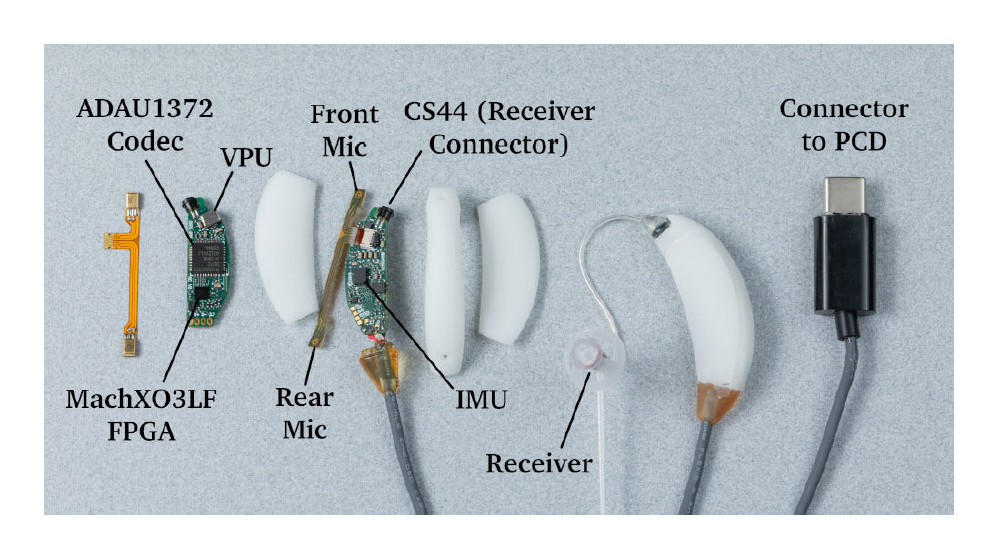 ADAU1372
Codec
VPU
Front
Mic
CS44 (Receiver
Connector)
Connector
to PCD
MachXO3LF
FPGA
Rear
Mic
IMU
Receiver